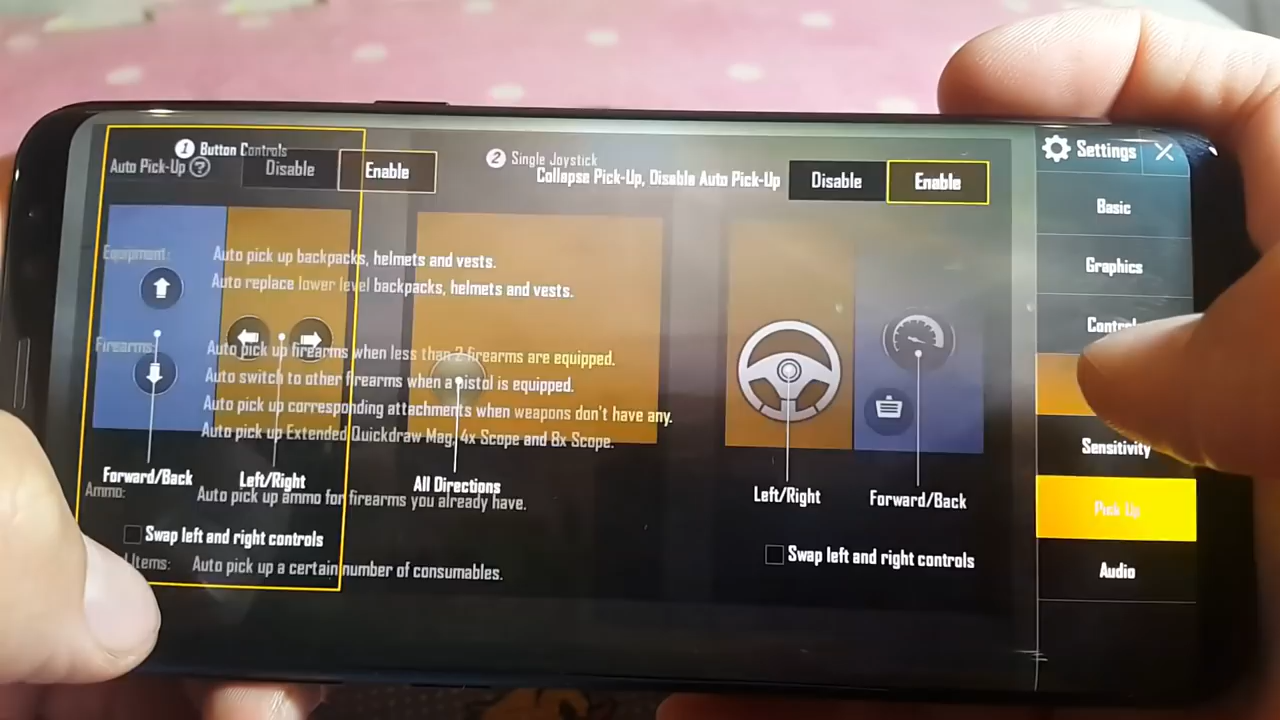 1 Button Controls
Auto Pick-Up ? Disable Enable
2 Single Joystick
Collapse Pick-Up, Disable Auto Pick-Up Disable Enable
Equipment: Auto pick up backpacks, helmets and vests.
Auto replace lower level backpacks, helmets and vests.
Firearms: Auto pick up firearms when less than 2 firearms are equipped.
Auto switch to other firearms when a pistol is equipped.
Auto pick up corresponding attachments when weapons don't have any.
Auto pick up Extended Quickdraw Mag, 4x Scope and 8x Scope.
Forward/Back
Left/Right
All Directions
Left/Right
Forward/Back
Ammo: Auto pick up ammo for firearms you already have.
Swap left and right controls
Swap left and right controls
Items: Auto pick up a certain number of consumables.
Settings
Basic
Graphics
Sensitivity
Pick Up
Audio